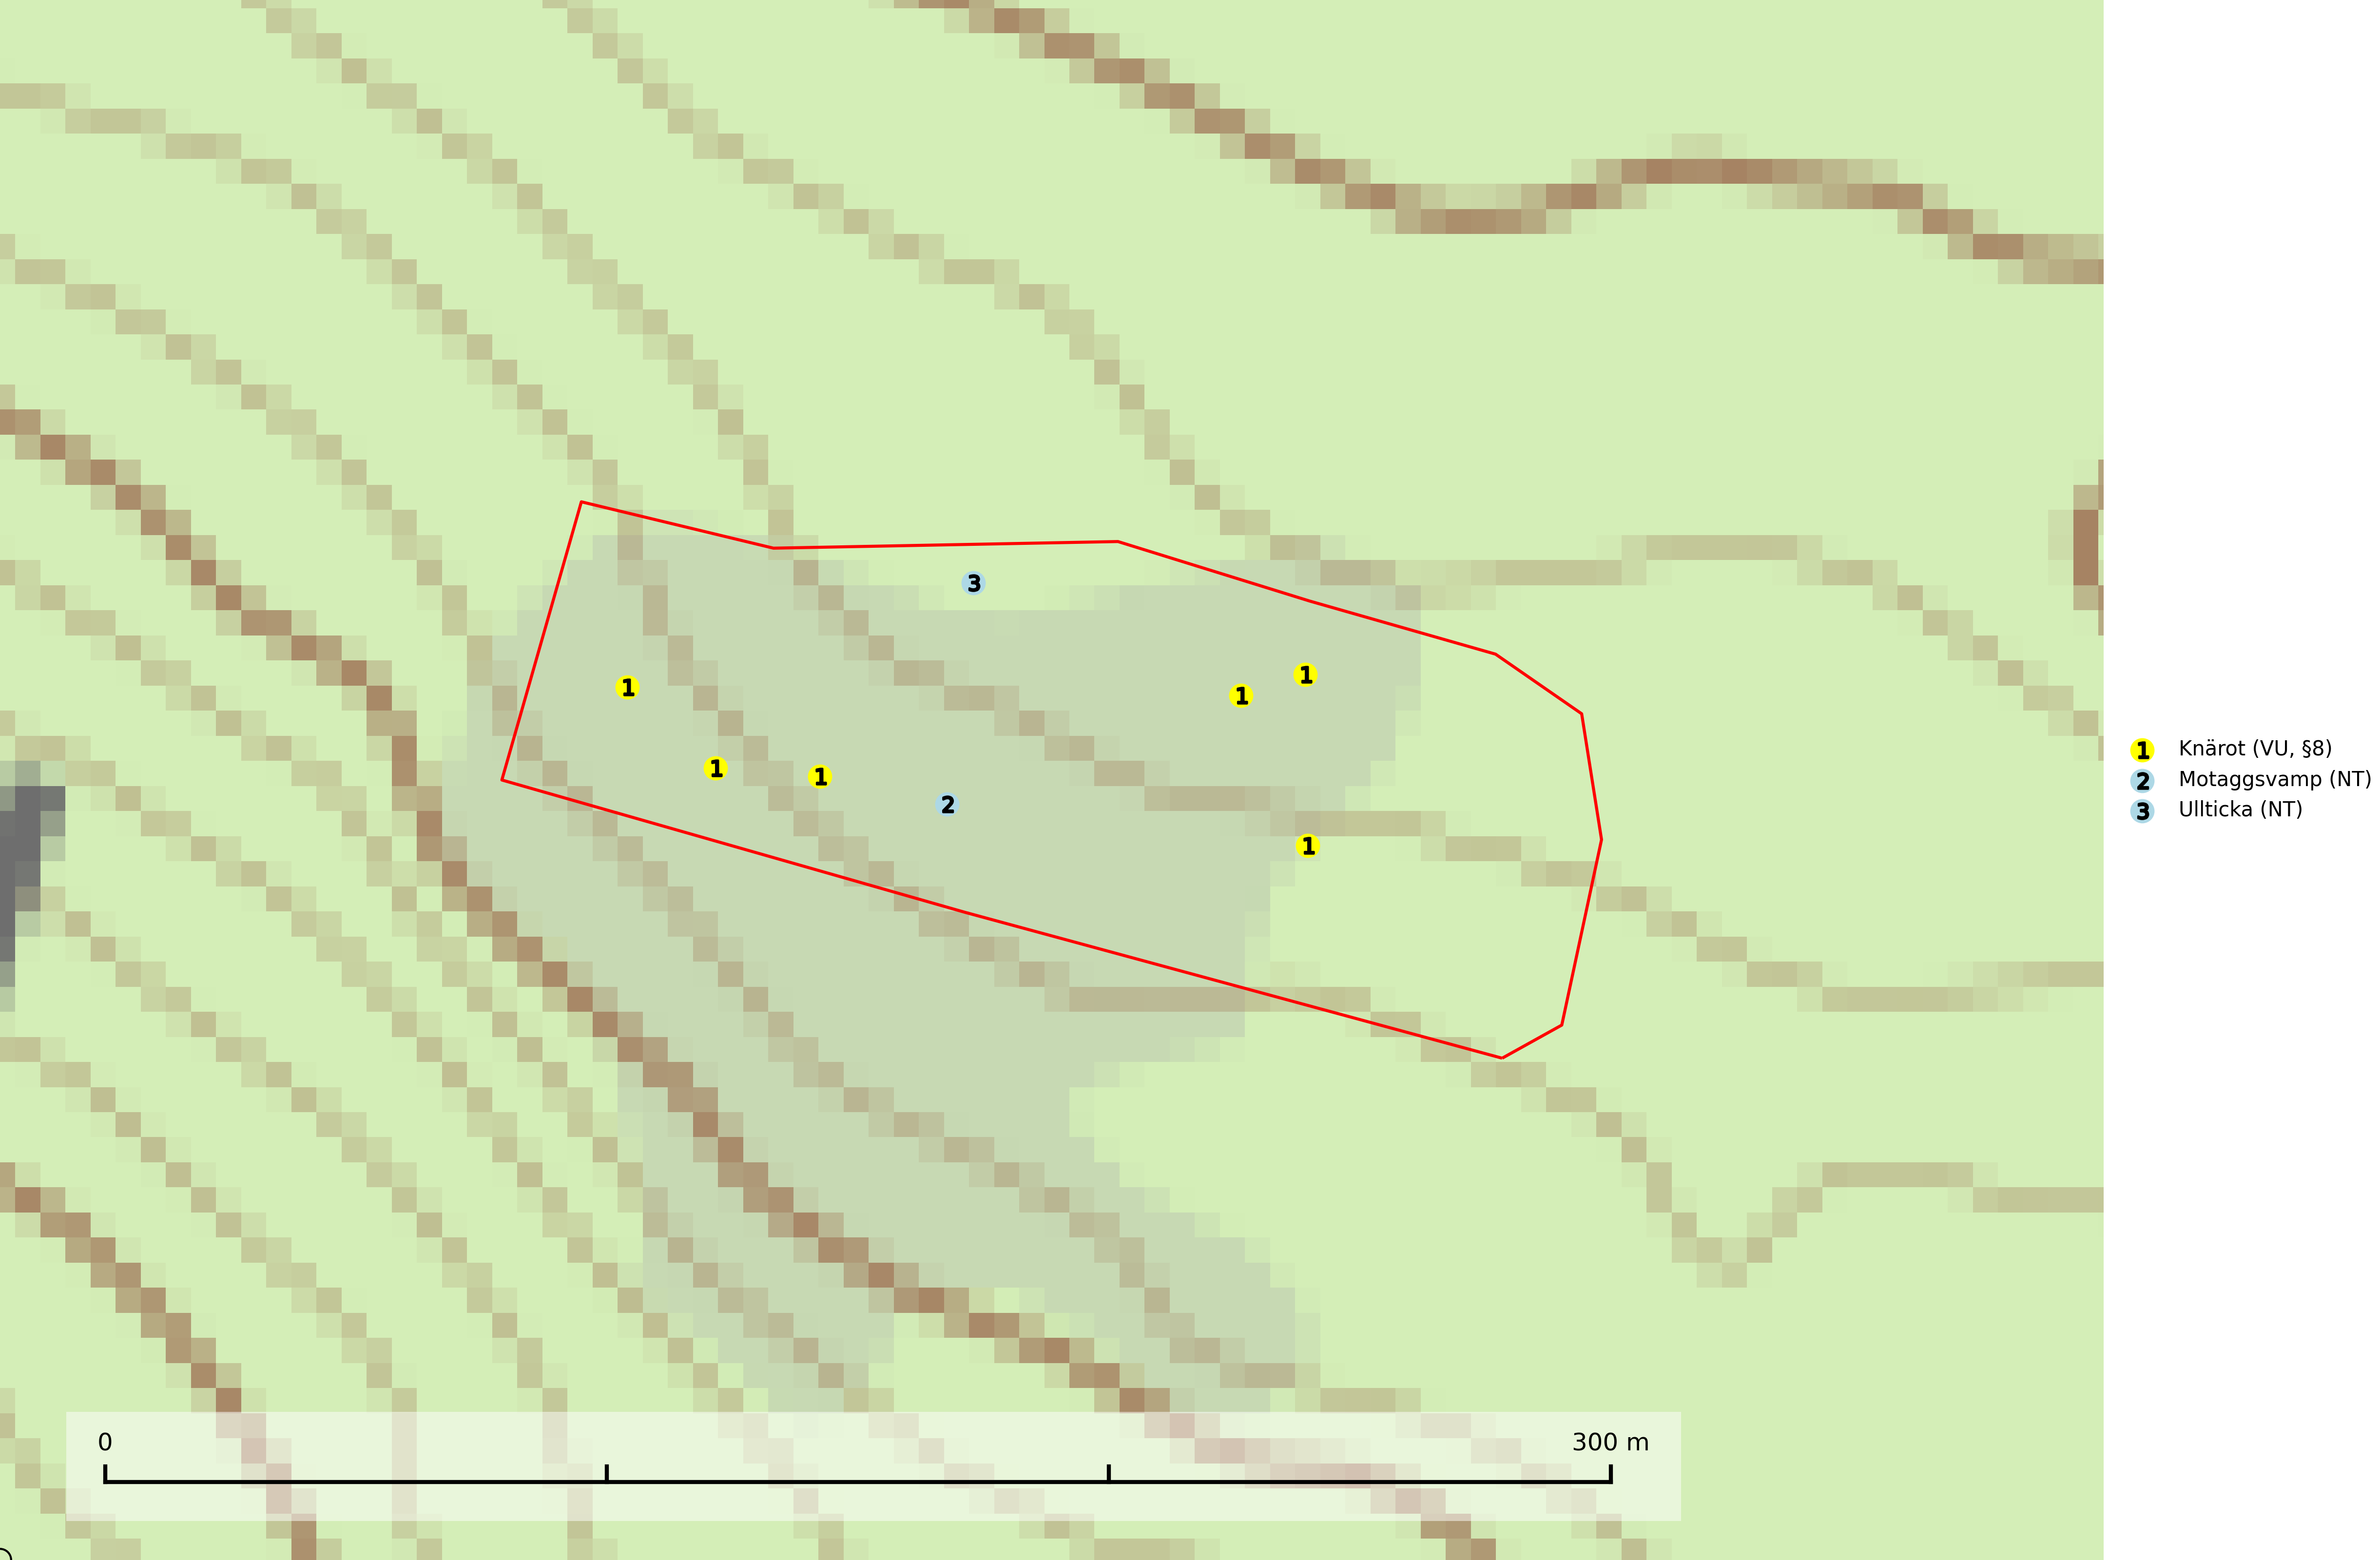 3
1
1
1
1
1
2
1
1 Knärot (VU, §8)
2 Motaggsvamp (NT)
3 Ullticka (NT)
0 300 m